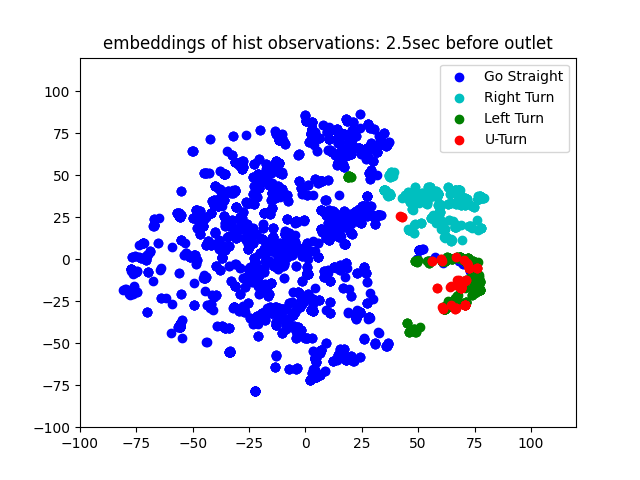 embeddings of hist observations: 2.5sec before outlet
Go Straight
Right Turn
Left Turn
U-Turn
100
75
50
25
0
−25
−50
−75
−100
−100 −75 −50 −25 0 25 50 75 100